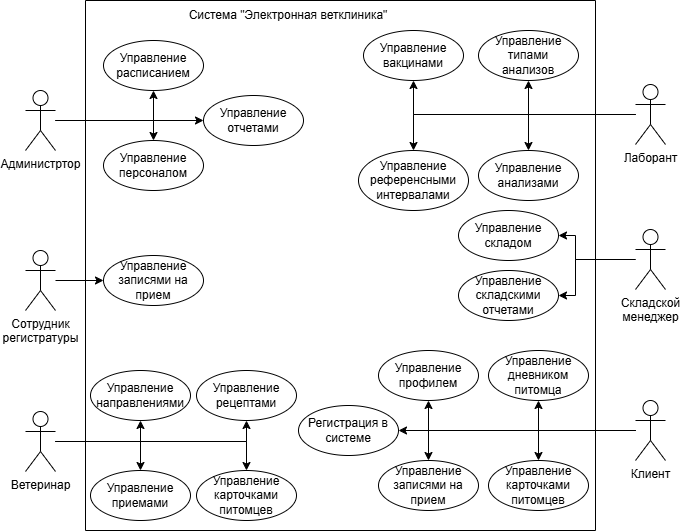 Система "Электронная ветклиника"
Управление
расписанием
Управление
отчетами
Управление
персоналом
Администртор
Управление
вакцинами
Управление
типами
анализов
Управление
референсными
интервалами
Управление
анализами
Лаборант
Управление
записями на
прием
Сотрудник
регистратуры
Управление
складом
Управление
складскими
отчетами
Складской
менеджер
Управление
направлениями
Управление
рецептами
Управление
приемами
Управление
карточками
питомцев
Ветеринар
Управление
профилем
Управление
дневником
питомца
Регистрация в
системе
Управление
записями на
прием
Управление
карточками
питомцев
Клиент